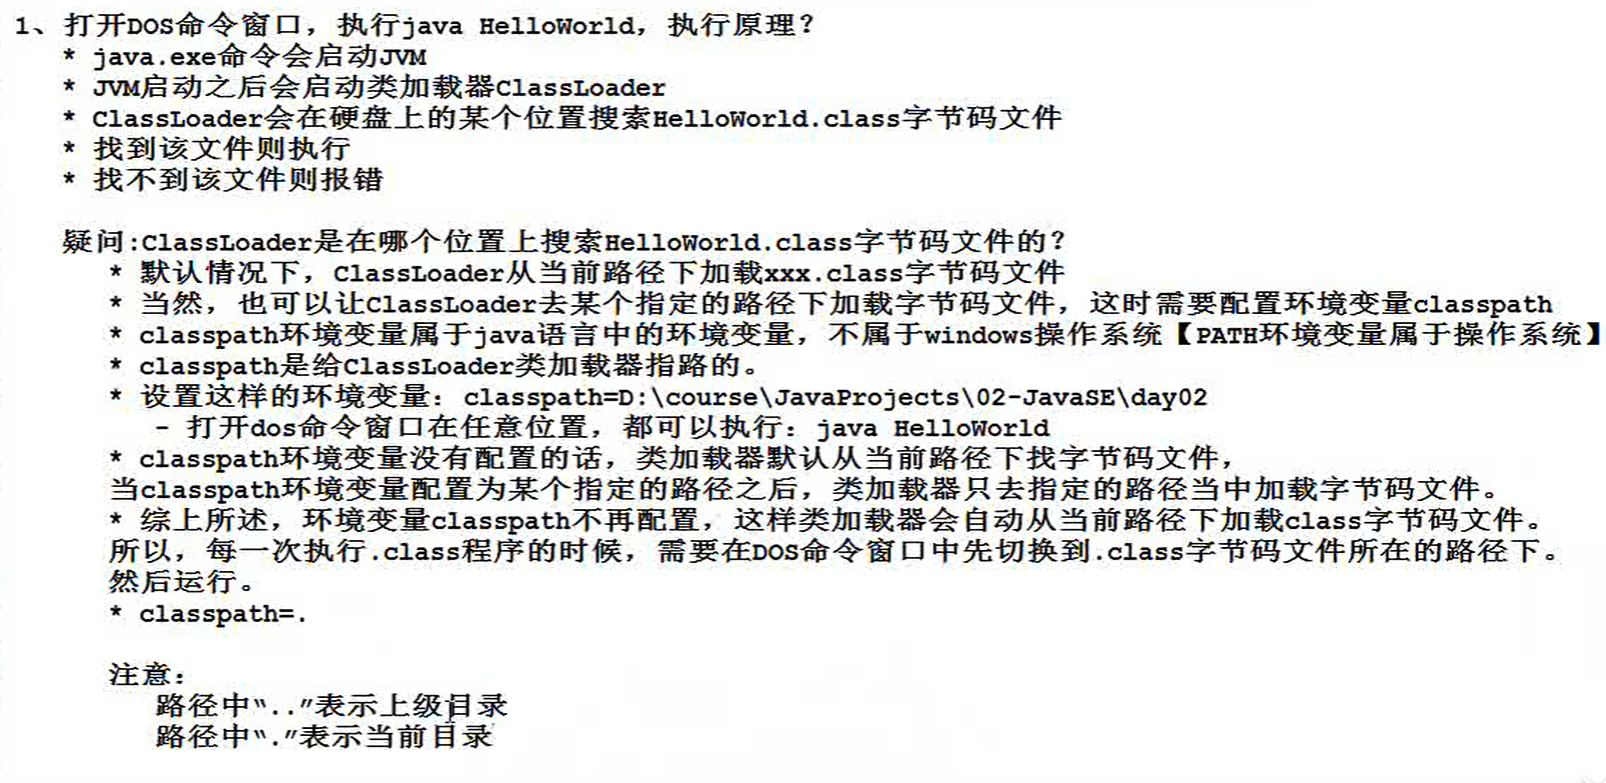 1、打开DOS命令窗口，执行java HelloWorld，执行原理？
* java.exe命令会启动JVM
* JVM启动之后会启动类加载器ClassLoader
* ClassLoader会在硬盘上的某个位置搜索HelloWorld.class字节码文件
* 找到该文件则执行
* 找不到该文件则报错
疑问:ClassLoader是在哪个位置上搜索HelloWorld.class字节码文件的？
* 默认情况下，ClassLoader从当前路径下加载xxx.class字节码文件
* 当然，也可以让ClassLoader去某个指定的路径下加载字节码文件，这时需要配置环境变量classpath
* classpath环境变量属于java语言中的环境变量，不属于windows操作系统【PATH环境变量属于操作系统】
* classpath是给ClassLoader类加载器指路的。
* 设置这样的环境变量：classpath=D:\course\JavaProjects\02-JavaSE\day02
- 打开dos命令窗口在任意位置，都可以执行：java HelloWorld
* classpath环境变量没有配置的话，类加载器默认从当前路径下找字节码文件，
当classpath环境变量配置为某个指定的路径之后，类加载器只去指定的路径当中加载字节码文件。
* 综上所述，环境变量classpath不再配置，这样类加载器会自动从当前路径下加载class字节码文件。
所以，每一次执行.class程序的时候，需要在DOS命令窗口中先切换到.class字节码文件所在的路径下。
然后运行。
* classpath=.
注意：
路径中“..”表示上级目录
路径中“.”表示当前目录